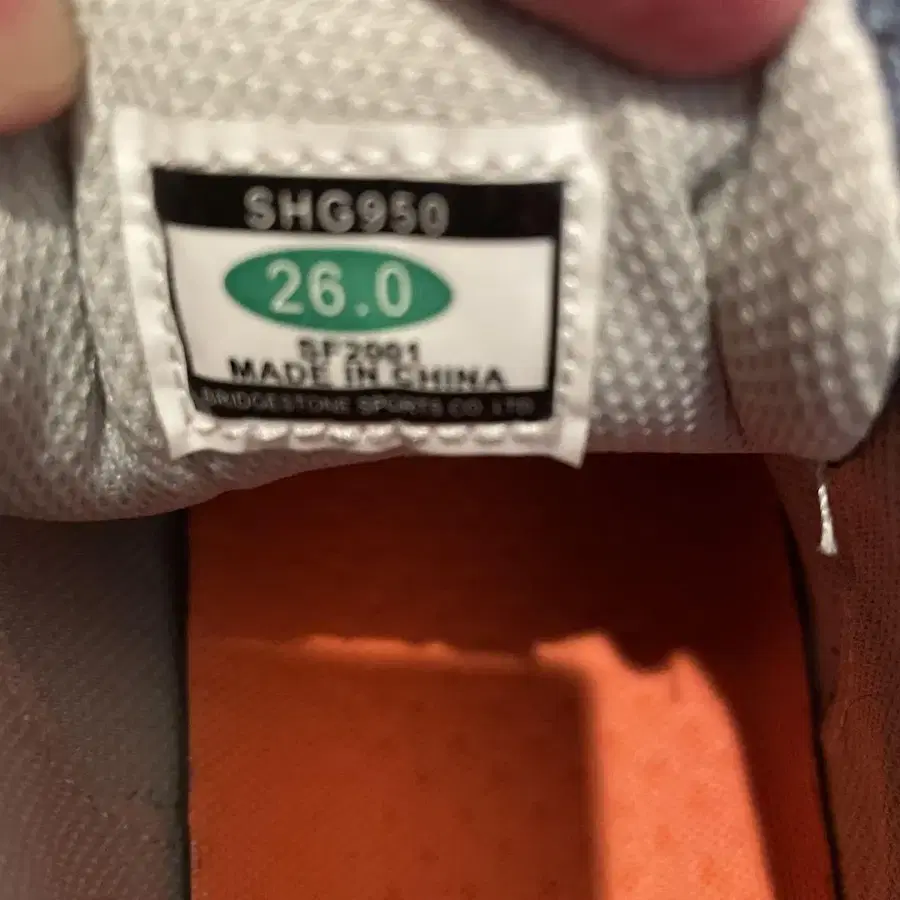 SHG950
26.0
SF2001
MADE IN CHINA
BRIDGESTONE SPORTS CO. LTD